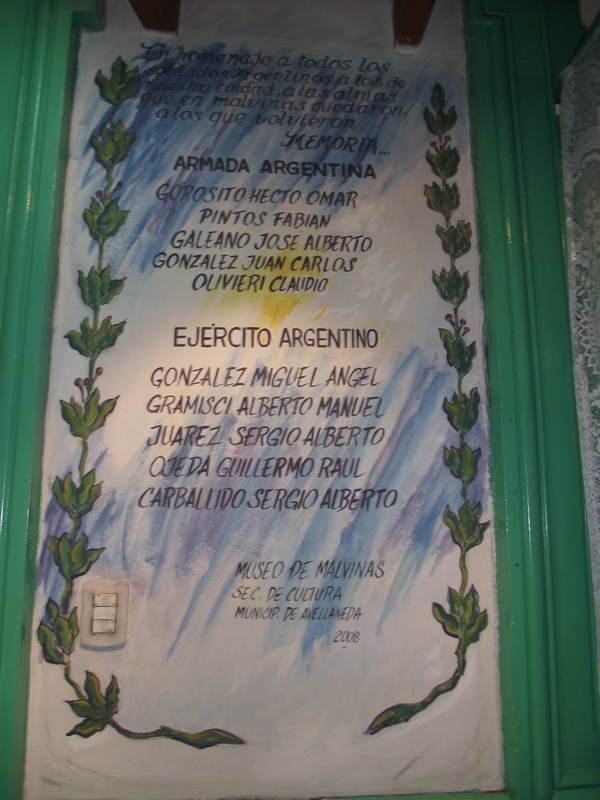 En homenaje a todos los
soldados Argentinos a los de
nuestra ciudad, a las almas
que en malvinas quedaron,
a los que volvieron.
MEMORIA...
ARMADA ARGENTINA
GOROSITO HECTO OMAR
PINTOS FABIAN
GALEANO JOSE ALBERTO
GONZALEZ JUAN CARLOS
OLIVIERI CLAUDIO
EJÉRCITO ARGENTINO
GONZALEZ MIGUEL ANGEL
GRAMISCI ALBERTO MANUEL
JUAREZ SERGIO ALBERTO
OJEDA GUILLERMO RAUL
CARBALLIDO SERGIO ALBERTO
MUSEO DE MALVINAS
SEC. DE CULTURA
MUNICIP. DE AVELLANEDA
2008